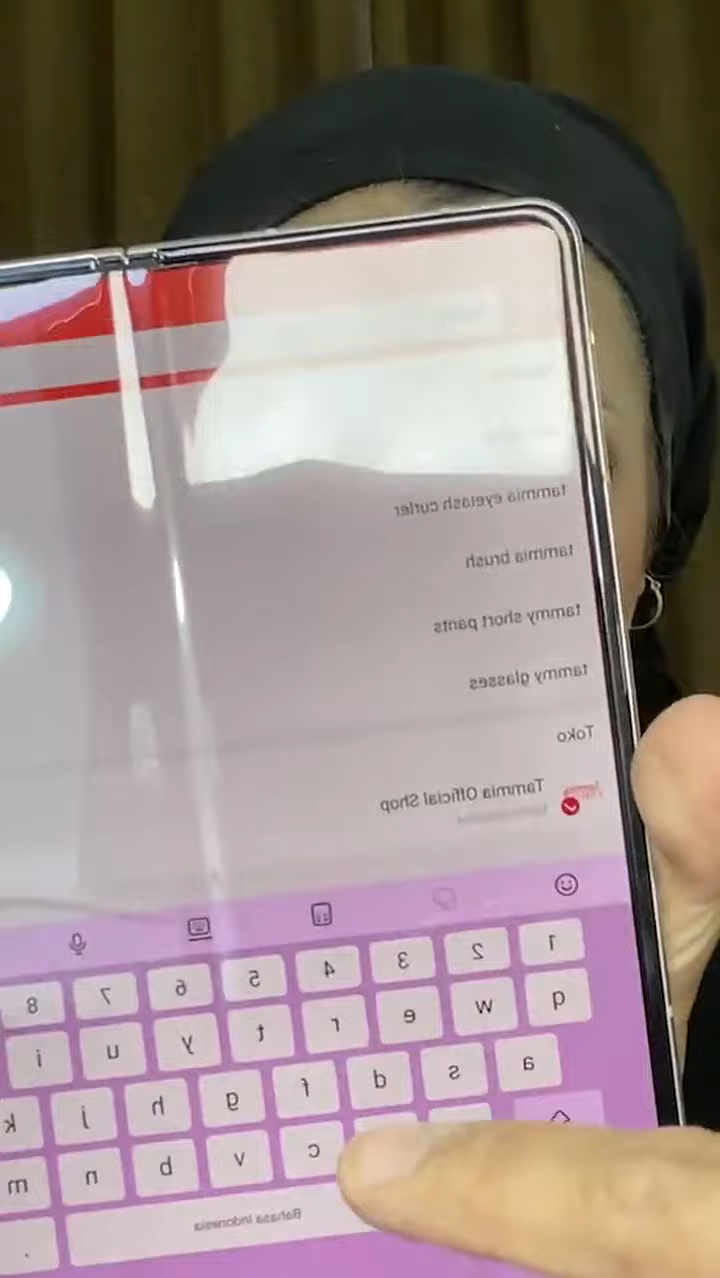 tammia eyelash curler
tammia brush
tammy short pants
tammy glasses
Toko
Tammia Official Shop
1 2 3 4 5 6 7 8
q w e r t y u i
a s d f g h j k
c v b n m
Bahasa Indonesia .